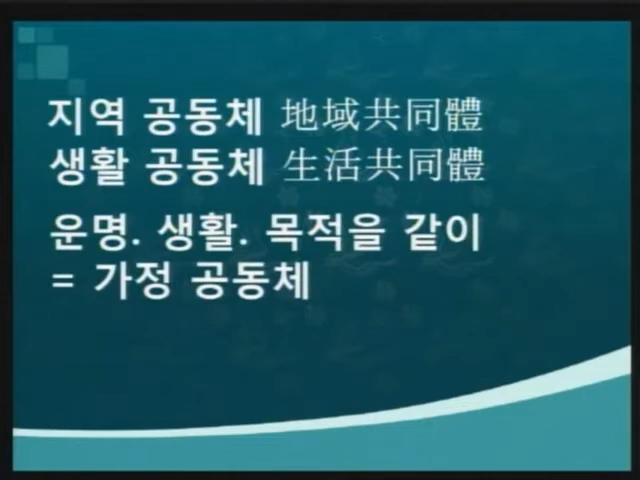 지역 공동체 地域共同體
생활 공동체 生活共同體
운명. 생활. 목적을 같이
= 가정 공동체